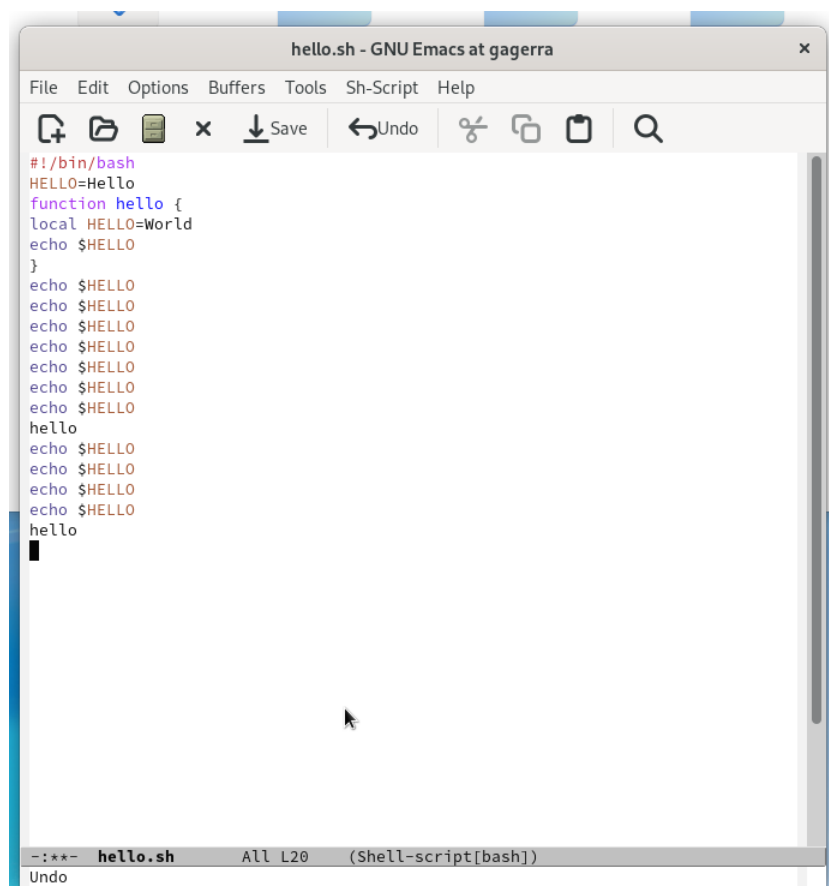 hello.sh - GNU Emacs at gagerra
File Edit Options Buffers Tools Sh-Script Help
Save Undo
#!/bin/bash
HELLO=Hello
function hello {
local HELLO=World
echo $HELLO
}
echo $HELLO
echo $HELLO
echo $HELLO
echo $HELLO
echo $HELLO
echo $HELLO
echo $HELLO
hello
echo $HELLO
echo $HELLO
echo $HELLO
echo $HELLO
hello
-:**- hello.sh All L20 (Shell-script[bash])
Undo